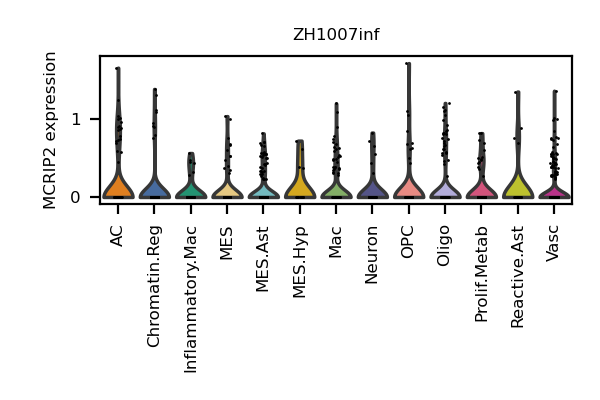 ZH1007inf
MCRIP2 expression
1
0
AC
Chromatin.Reg
Inflammatory.Mac
MES
MES.Ast
MES.Hyp
Mac
Neuron
OPC
Oligo
Prolif.Metab
Reactive.Ast
Vasc